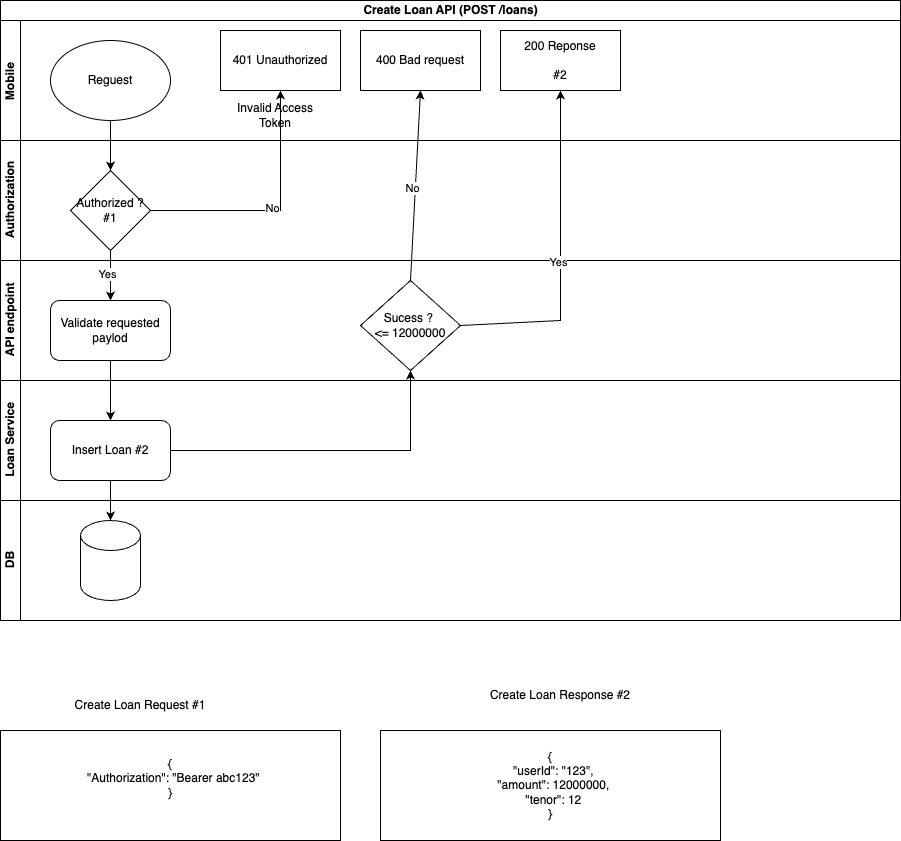 Create Loan API (POST /loans)
Mobile
Reguest
401 Unauthorized
400 Bad request
200 Reponse
#2
Invalid Access
Token
Authorization
Authorized ?
#1
No
No
Yes
API endpoint
Yes
Validate requested
paylod
Sucess ?
<= 12000000
Loan Service
Insert Loan #2
DB
Create Loan Request #1
{
"Authorization": "Bearer abc123"
}
Create Loan Response #2
{
"userId": "123",
"amount": 12000000,
"tenor": 12
}